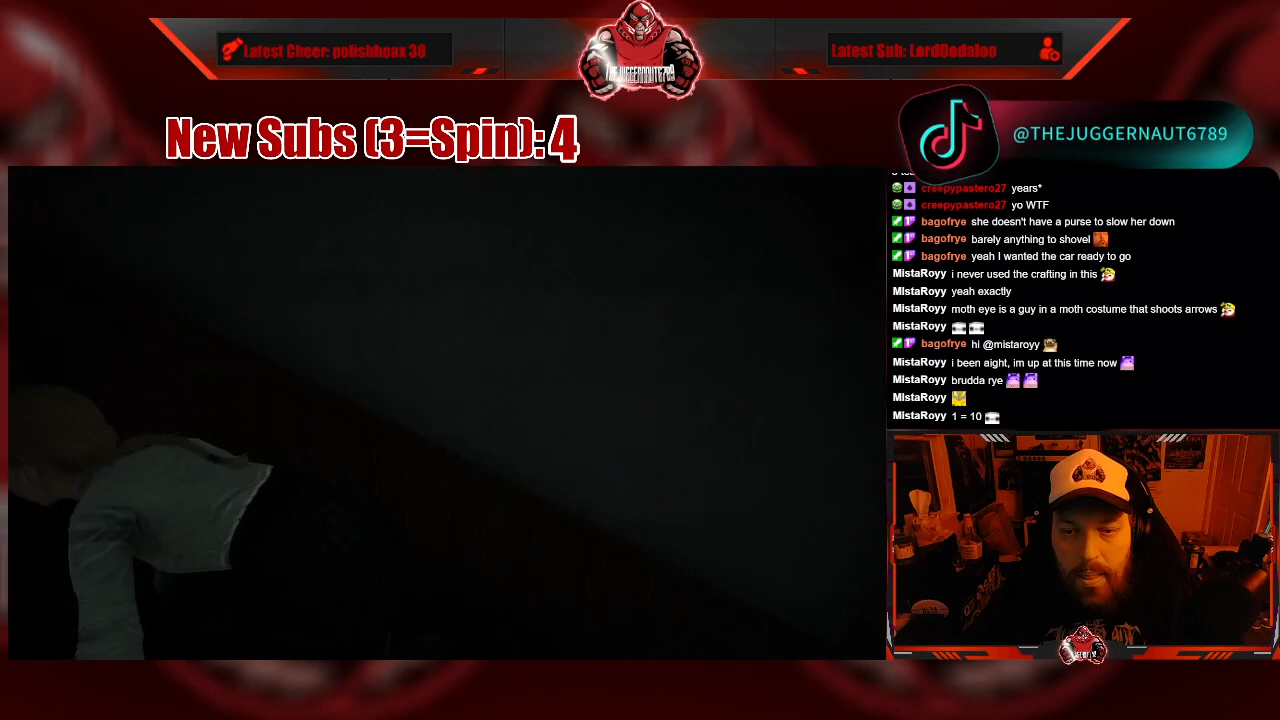 Latest Cheer: polishhoax 30
THEJUGGERNAUT6789
Latest Sub: LordOodaloo
New Subs (3=Spin): 4
@THEJUGGERNAUT6789
creepypastero27 years*
creepypastero27 yo WTF
bagofrye she doesn't have a purse to slow her down
bagofrye barely anything to shovel
bagofrye yeah I wanted the car ready to go
MistaRoyy i never used the crafting in this
MistaRoyy yeah exactly
MistaRoyy moth eye is a guy in a moth costume that shoots arrows
MistaRoyy
bagofrye hi @mistaroyy
MistaRoyy i been aight, im up at this time now
MistaRoyy brudda rye
MistaRoyy
MistaRoyy 1 = 10